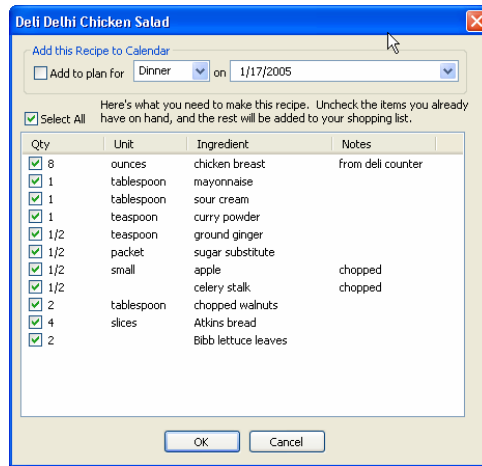 Deli Delhi Chicken Salad
Add this Recipe to Calendar
Add to plan for Dinner on 1/17/2005
Here's what you need to make this recipe. Uncheck the items you already
Select All have on hand, and the rest will be added to your shopping list.
Qty Unit Ingredient Notes
8 ounces chicken breast from deli counter
1 tablespoon mayonnaise
1 tablespoon sour cream
1 teaspoon curry powder
1/2 teaspoon ground ginger
1/2 packet sugar substitute
1/2 small apple chopped
1/2 celery stalk chopped
2 tablespoon chopped walnuts
4 slices Atkins bread
2 Bibb lettuce leaves
OK Cancel